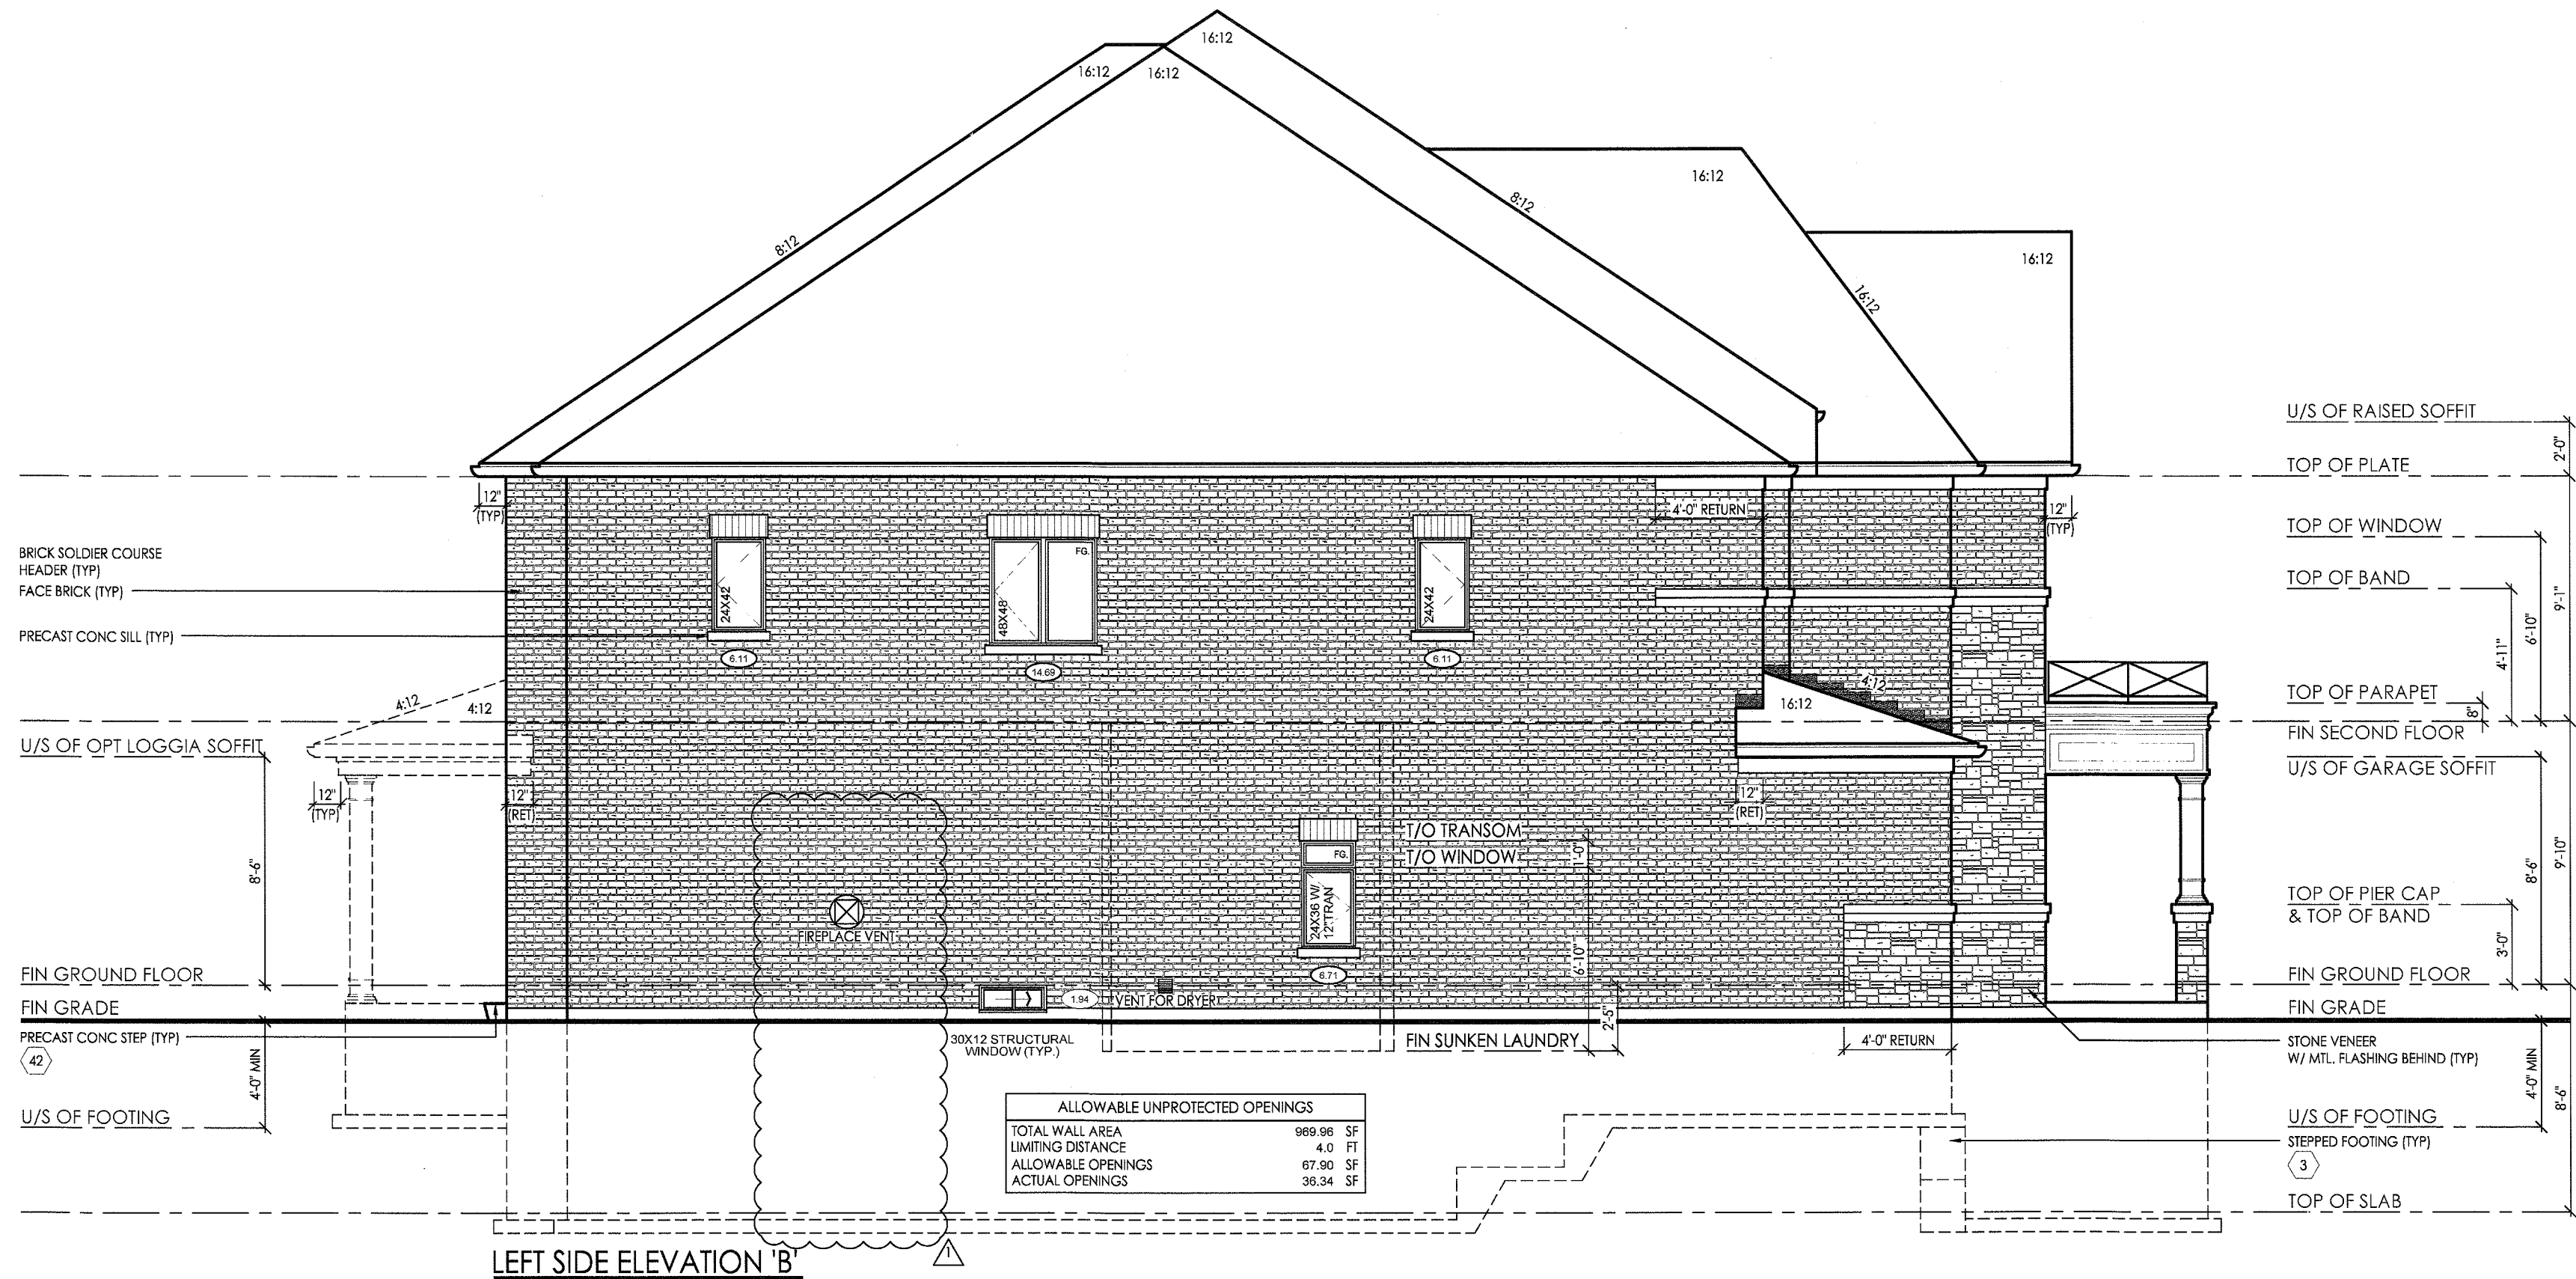 16:12
16:12
16:12
8:12
8:12
16:12
16:12
16:12
U/S OF RAISED SOFFIT
2'-0"
TOP OF PLATE
12"
(TYP)
4'-0" RETURN
12"
(TYP)
TOP OF WINDOW
BRICK SOLDIER COURSE
HEADER (TYP)
FACE BRICK (TYP)
PRECAST CONC SILL (TYP)
24X42
6.11
48X48
FG.
14.69
24X42
6.11
TOP OF BAND
9'-1"
6'-10"
4'-11"
4:12
4:12
4:12
16:12
TOP OF PARAPET
8"
FIN SECOND FLOOR
U/S OF OPT LOGGIA SOFFIT
U/S OF GARAGE SOFFIT
12"
(TYP)
12"
(RET)
12"
(RET)
8'-6"
T/O TRANSOM
T/O WINDOW
1'-0"
FG.
24X36 W/
12"TRAN
6.71
6'-10"
FIREPLACE VENT
8'-6"
9'-10"
TOP OF PIER CAP
& TOP OF BAND
3'-0"
FIN GROUND FLOOR
FIN GROUND FLOOR
FIN GRADE
1.94
VENT FOR DRYER
2'-5"
FIN GRADE
PRECAST CONC STEP (TYP)
42
4'-0" MIN
30X12 STRUCTURAL
WINDOW (TYP.)
FIN SUNKEN LAUNDRY
4'-0" RETURN
STONE VENEER
W/ MTL. FLASHING BEHIND (TYP)
4'-0" MIN
8'-6"
U/S OF FOOTING
U/S OF FOOTING
STEPPED FOOTING (TYP)
3
ALLOWABLE UNPROTECTED OPENINGS
TOTAL WALL AREA 969.96 SF
LIMITING DISTANCE 4.0 FT
ALLOWABLE OPENINGS 67.90 SF
ACTUAL OPENINGS 36.34 SF
TOP OF SLAB
1
LEFT SIDE ELEVATION 'B'